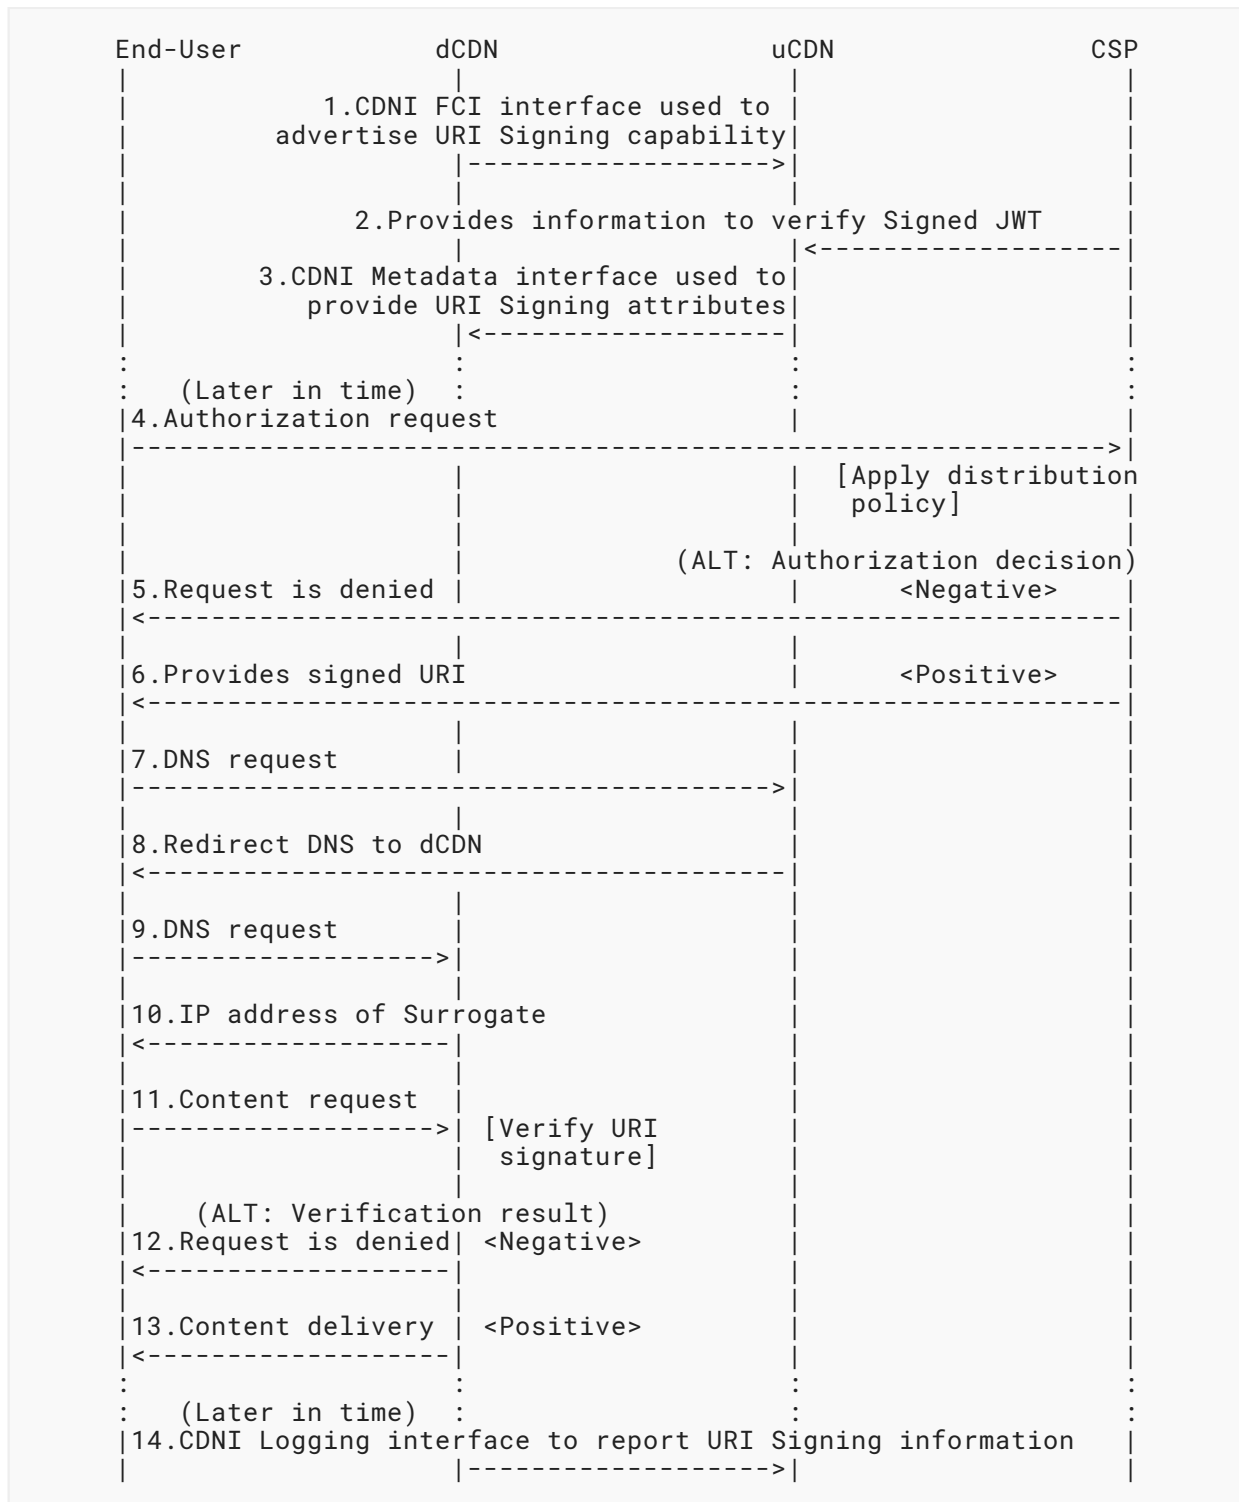 End-User dCDN uCDN CSP
1.CDNI FCI interface used to
advertise URI Signing capability
2.Provides information to verify Signed JWT
3.CDNI Metadata interface used to
provide URI Signing attributes
(Later in time)
4.Authorization request
[Apply distribution
policy]
(ALT: Authorization decision)
5.Request is denied <Negative>
6.Provides signed URI <Positive>
7.DNS request
8.Redirect DNS to dCDN
9.DNS request
10.IP address of Surrogate
11.Content request
[Verify URI
signature]
(ALT: Verification result)
12.Request is denied <Negative>
13.Content delivery <Positive>
(Later in time)
14.CDNI Logging interface to report URI Signing information